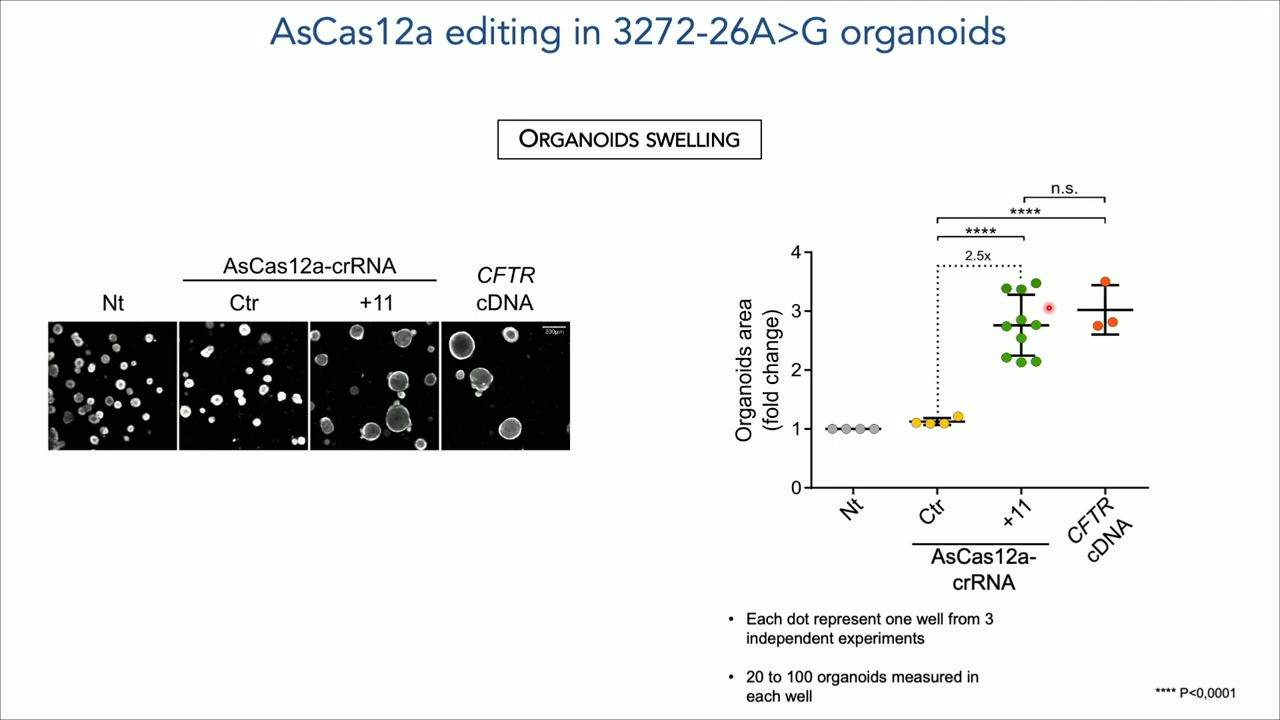 AsCas12a editing in 3272-26A>G organoids
ORGANOIDS SWELLING
AsCas12a-crRNA
CFTR
Nt
Ctr
+11
cDNA
200µm
n.s.
****
****
2.5x
4
3
2
1
0
Organoids area
(fold change)
Nt
Ctr
+11
CFTR
cDNA
AsCas12a-
crRNA
• Each dot represent one well from 3
independent experiments
• 20 to 100 organoids measured in
each well
**** P<0,0001